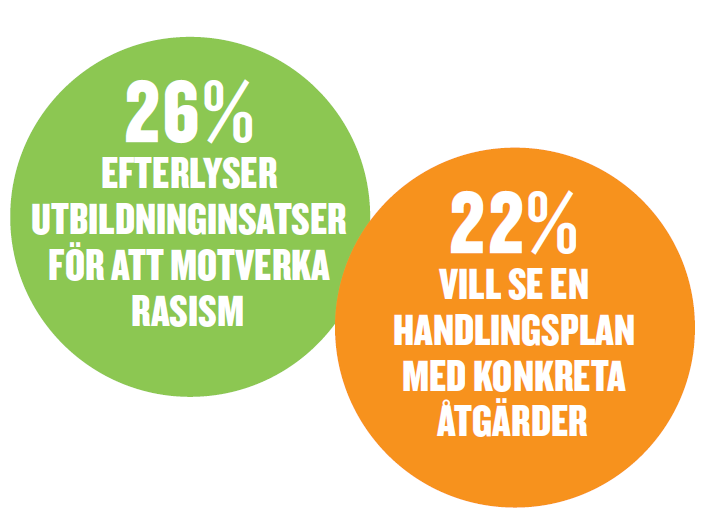 26%
EFTERLYSER
UTBILDNINGINSATSER
FÖR ATT MOTVERKA
RASISM
22%
VILL SE EN
HANDLINGSPLAN
MED KONKRETA
ÅTGÄRDER